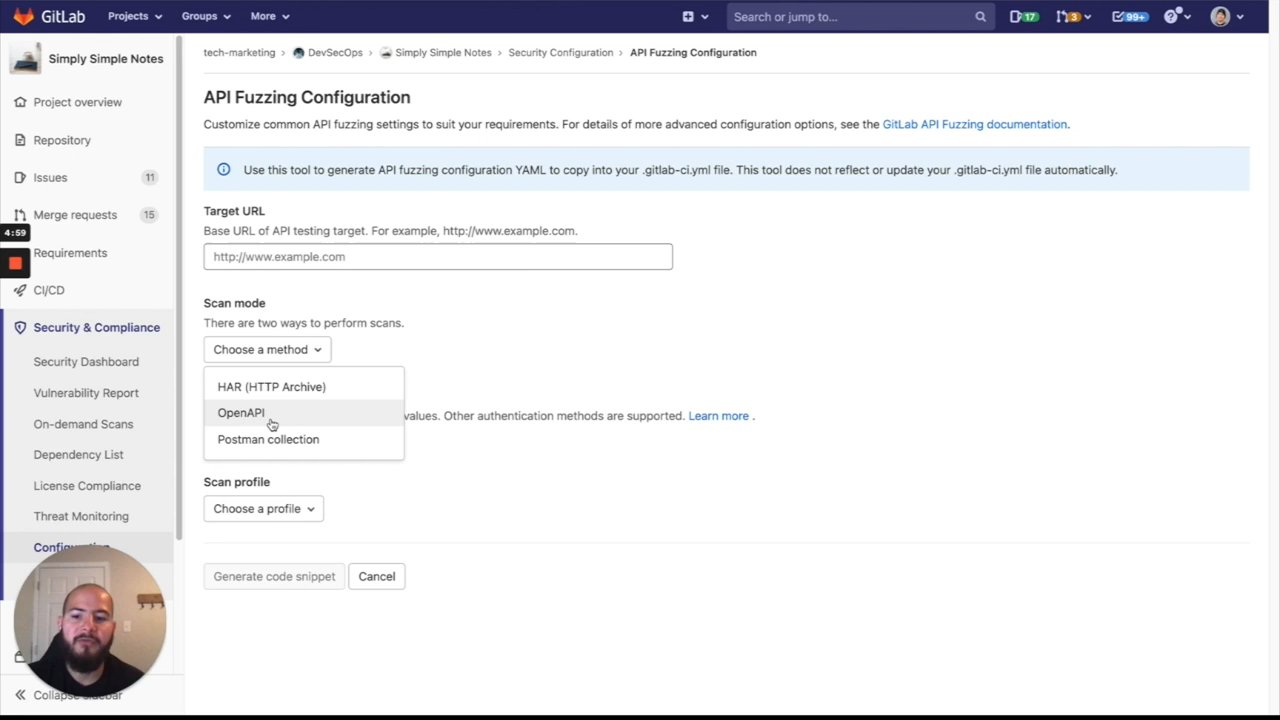 GitLab Projects Groups More Search or jump to... 17 3 99+
Simply Simple Notes
tech-marketing > DevSecOps > Simply Simple Notes > Security Configuration > API Fuzzing Configuration
Project overview
Repository
Issues 11
Merge requests 15
4:59
Requirements
CI/CD
Security & Compliance
Security Dashboard
Vulnerability Report
On-demand Scans
Dependency List
License Compliance
Threat Monitoring
Configuration
Collapse sidebar
API Fuzzing Configuration
Customize common API fuzzing settings to suit your requirements. For details of more advanced configuration options, see the GitLab API Fuzzing documentation.
Use this tool to generate API fuzzing configuration YAML to copy into your .gitlab-ci.yml file. This tool does not reflect or update your .gitlab-ci.yml file automatically.
Target URL
Base URL of API testing target. For example, http://www.example.com.
http://www.example.com
Scan mode
There are two ways to perform scans.
Choose a method
HAR (HTTP Archive)
OpenAPI
Postman collection
values. Other authentication methods are supported. Learn more .
Scan profile
Choose a profile
Generate code snippet Cancel